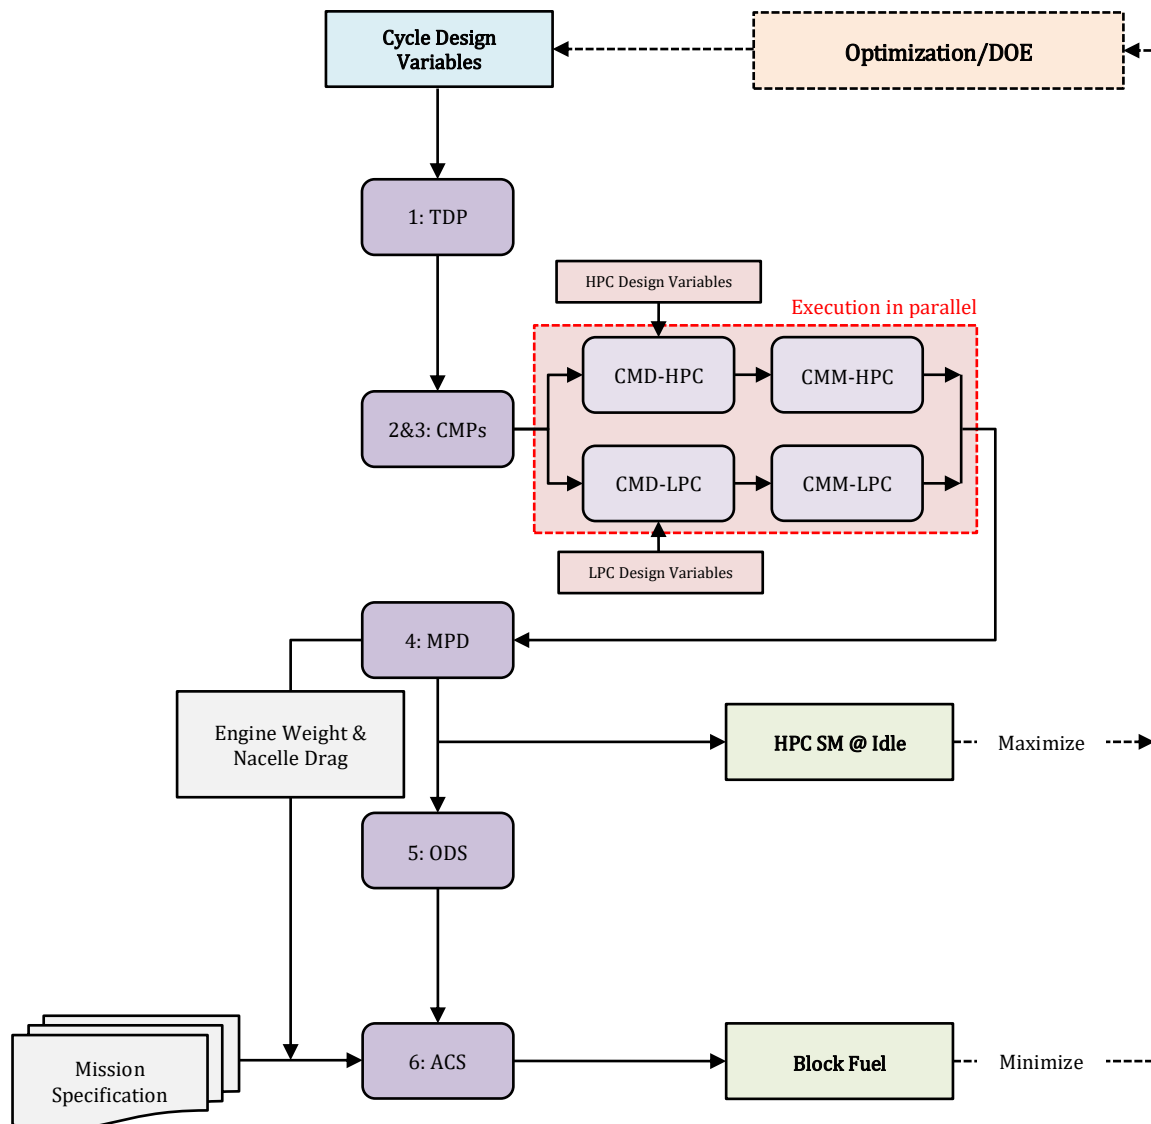 Cycle Design
Variables
Optimization/DOE
1: TDP
HPC Design Variables
Execution in parallel
CMD-HPC
CMM-HPC
2&3: CMPs
CMD-LPC
CMM-LPC
LPC Design Variables
4: MPD
Engine Weight &
Nacelle Drag
HPC SM @ Idle
Maximize
5: ODS
Mission
Specification
6: ACS
Block Fuel
Minimize